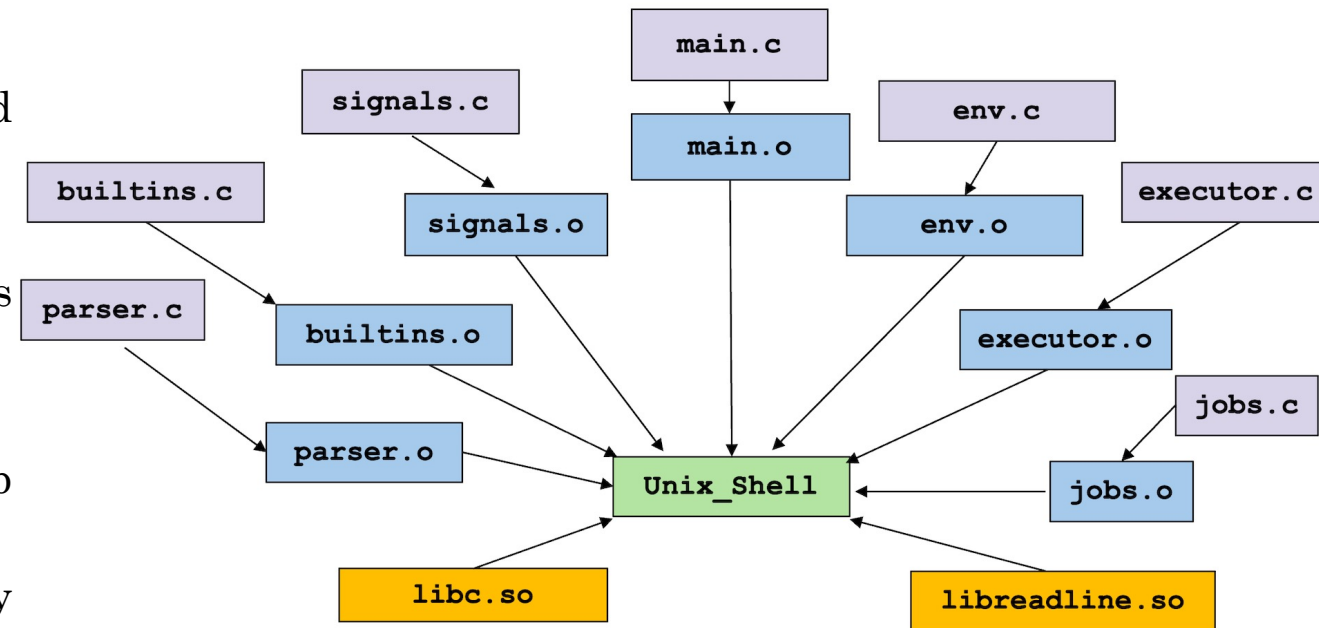 main.c
signals.c
env.c
main.o
builtins.c
executor.c
signals.o
env.o
parser.c
builtins.o
executor.o
jobs.c
parser.o
Unix_Shell
jobs.o
libc.so
libreadline.so